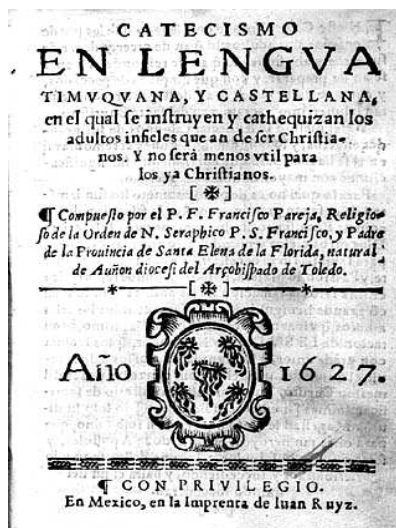 CATECISMO
EN LENGVA
TIMVQVANA, Y CASTELLANA,
en el qual se instruyen y cathequizan los
adultos infieles que an de ser Christia-
nos. Y no serà menos vtil para
los ya Christianos.
[ ✠ ]
¶ Compuesto por el P. F. Francisco Pareja, Religio-
so de la Orden de N. Seraphico P. S. Francisco, y Padre
de la Prouincia de Santa Elena de la Florida, natural
de Auñon diocesi del Arçobispado de Toledo.
[ ✠ ]
Año 1627.
¶ CON PRIVILEGIO.
En Mexico, en la Imprenta de Iuan Ruyz.